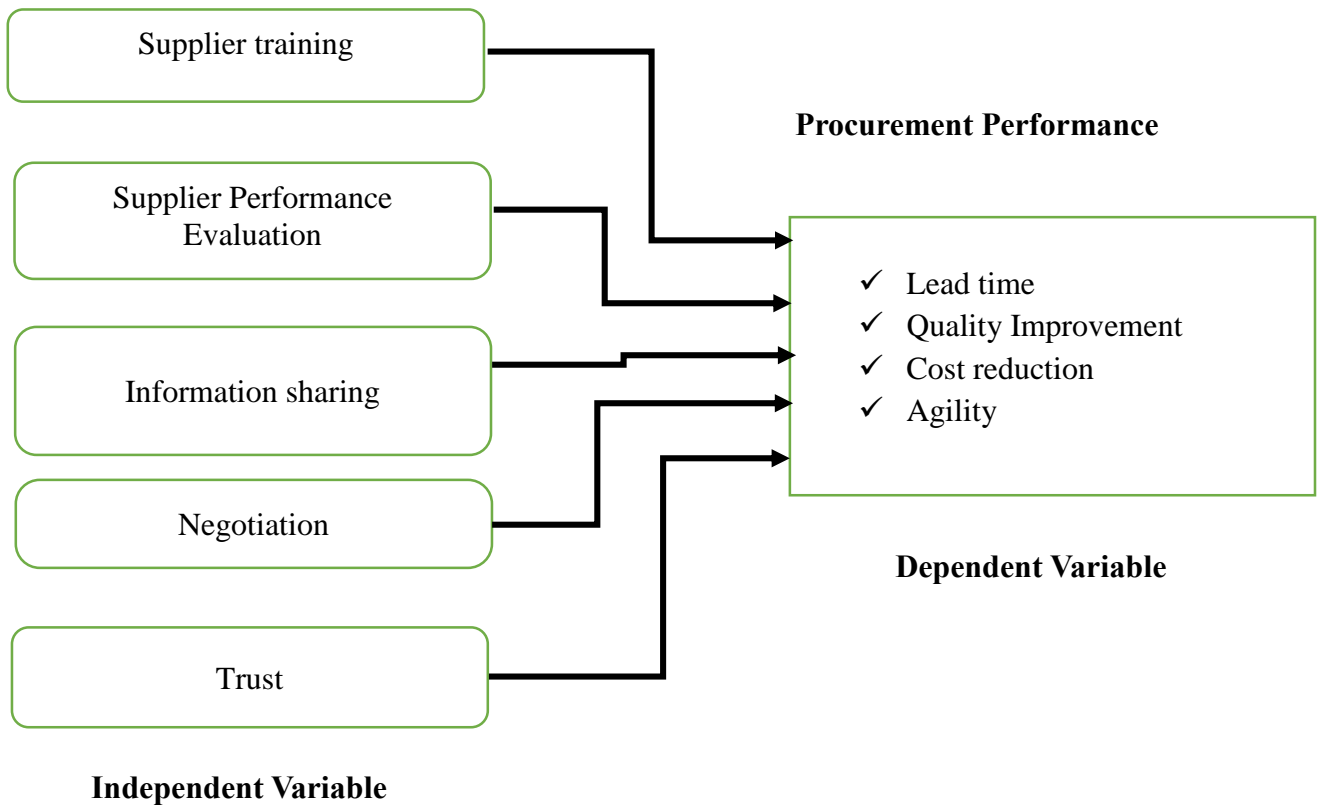 Supplier training
Procurement Performance
Supplier Performance
Evaluation
✓ Lead time
✓ Quality Improvement
✓ Cost reduction
✓ Agility
Information sharing
Negotiation
Dependent Variable
Trust
Independent Variable